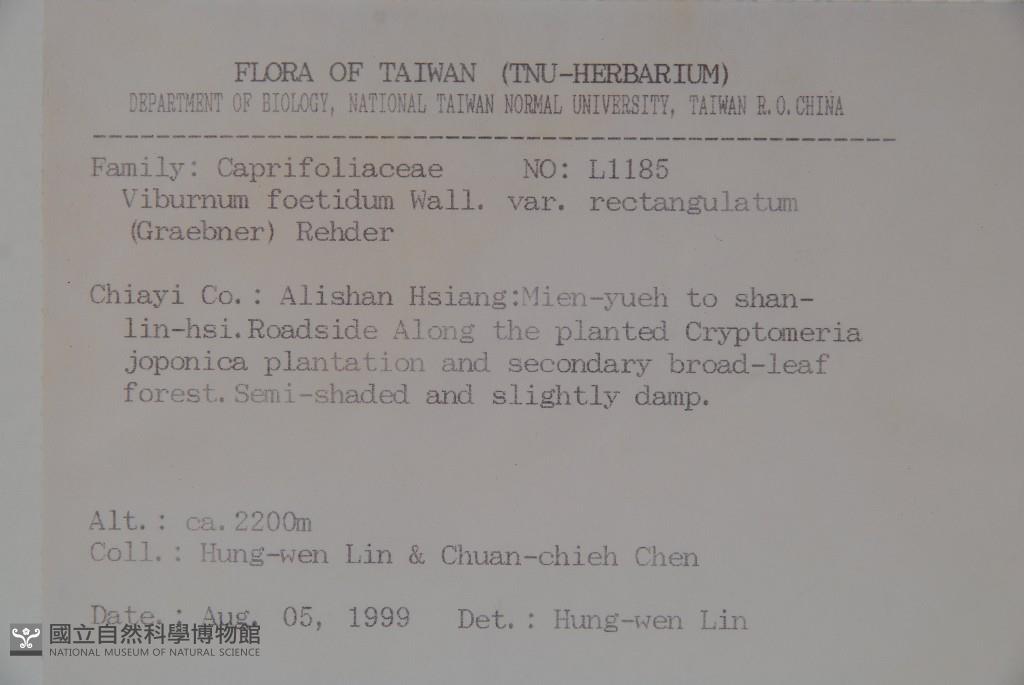 FLORA OF TAIWAN (TNU-HERBARIUM)
DEPARTMENT OF BIOLOGY, NATIONAL TAIWAN NORMAL UNIVERSITY, TAIWAN R.O.CHINA
Family: Caprifoliaceae NO: L1185
Viburnum foetidum Wall. var. rectangulatum
(Graebner) Rehder
Chiayi Co.: Alishan Hsiang:Mien-yueh to shan-
lin-hsi.Roadside Along the planted Cryptomeria
joponica plantation and secondary broad-leaf
forest.Semi-shaded and slightly damp.
Alt.: ca.2200m
Coll.: Hung-wen Lin & Chuan-chieh Chen
Date.: Aug. 05, 1999 Det.: Hung-wen Lin
國立自然科學博物館
NATIONAL MUSEUM OF NATURAL SCIENCE